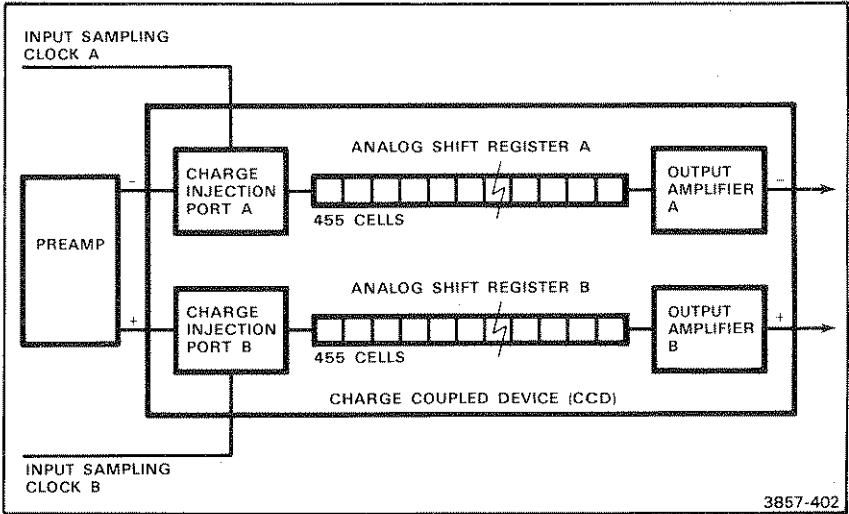 INPUT SAMPLING
CLOCK A
ANALOG SHIFT REGISTER A
PREAMP
−
CHARGE
INJECTION
PORT A
455 CELLS
OUTPUT
AMPLIFIER
A
−
ANALOG SHIFT REGISTER B
+
CHARGE
INJECTION
PORT B
455 CELLS
OUTPUT
AMPLIFIER
B
+
CHARGE COUPLED DEVICE (CCD)
INPUT SAMPLING
CLOCK B
3857-402